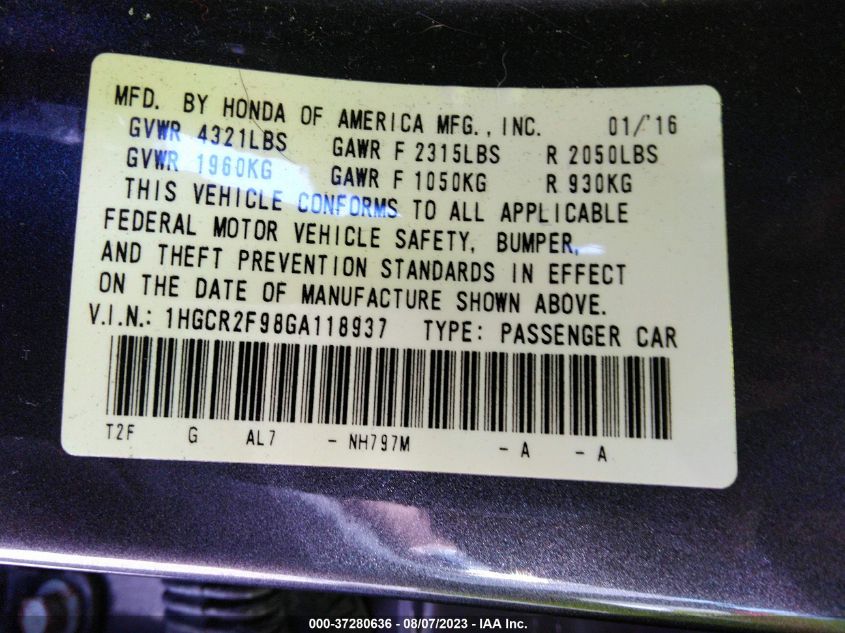 MFD. BY HONDA OF AMERICA MFG., INC. 01/'16
GVWR 4321LBS GAWR F 2315LBS R 2050LBS
GVWR 1960KG GAWR F 1050KG R 930KG
THIS VEHICLE CONFORMS TO ALL APPLICABLE
FEDERAL MOTOR VEHICLE SAFETY, BUMPER,
AND THEFT PREVENTION STANDARDS IN EFFECT
ON THE DATE OF MANUFACTURE SHOWN ABOVE.
V.I.N.: 1HGCR2F98GA118937 TYPE: PASSENGER CAR
T2F G AL7 - NH797M - A - A
000-37280636 - 08/07/2023 - IAA Inc.